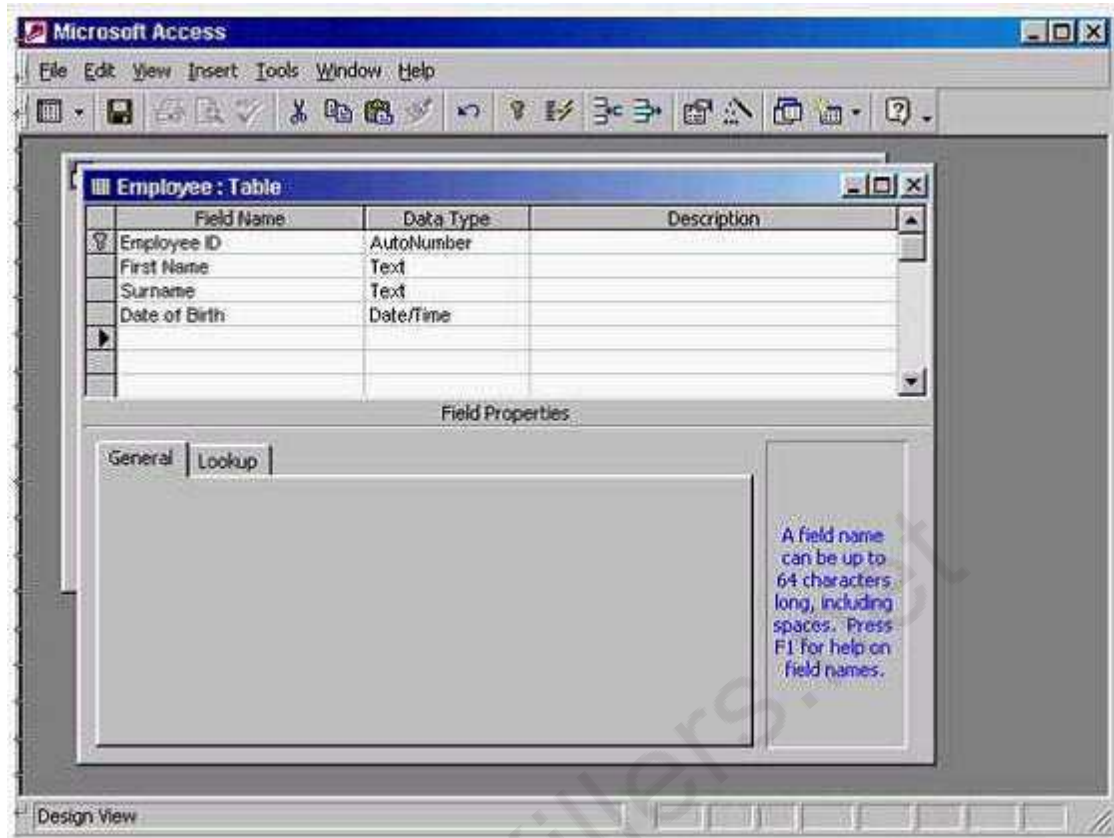 Microsoft Access
File Edit View Insert Tools Window Help
Employee : Table
Field Name Data Type Description
Employee ID AutoNumber
First Name Text
Surname Text
Date of Birth Date/Time
Field Properties
General Lookup
A field name
can be up to
64 characters
long, including
spaces. Press
F1 for help on
field names.
Design View